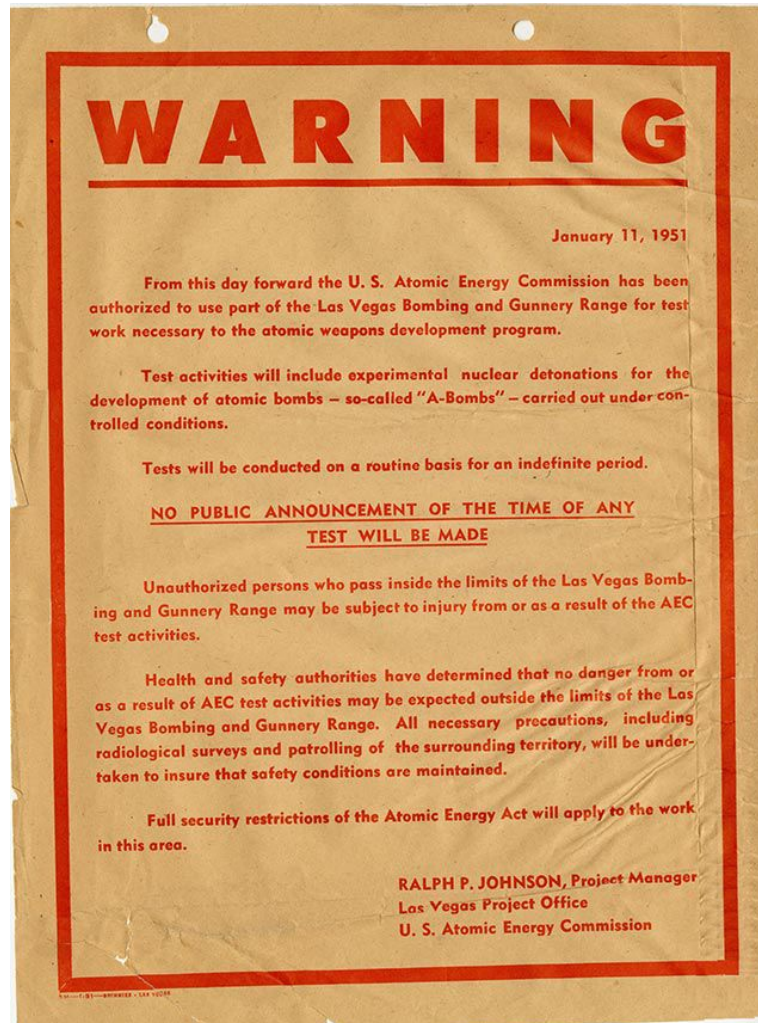 WARNING
January 11, 1951
From this day forward the U. S. Atomic Energy Commission has been
authorized to use part of the Las Vegas Bombing and Gunnery Range for test
work necessary to the atomic weapons development program.
Test activities will include experimental nuclear detonations for the
development of atomic bombs – so-called "A-Bombs" – carried out under con-
trolled conditions.
Tests will be conducted on a routine basis for an indefinite period.
NO PUBLIC ANNOUNCEMENT OF THE TIME OF ANY
TEST WILL BE MADE
Unauthorized persons who pass inside the limits of the Las Vegas Bomb-
ing and Gunnery Range may be subject to injury from or as a result of the AEC
test activities.
Health and safety authorities have determined that no danger from or
as a result of AEC test activities may be expected outside the limits of the Las
Vegas Bombing and Gunnery Range. All necessary precautions, including
radiological surveys and patrolling of the surrounding territory, will be under-
taken to insure that safety conditions are maintained.
Full security restrictions of the Atomic Energy Act will apply to the work
in this area.
RALPH P. JOHNSON, Project Manager
Las Vegas Project Office
U. S. Atomic Energy Commission